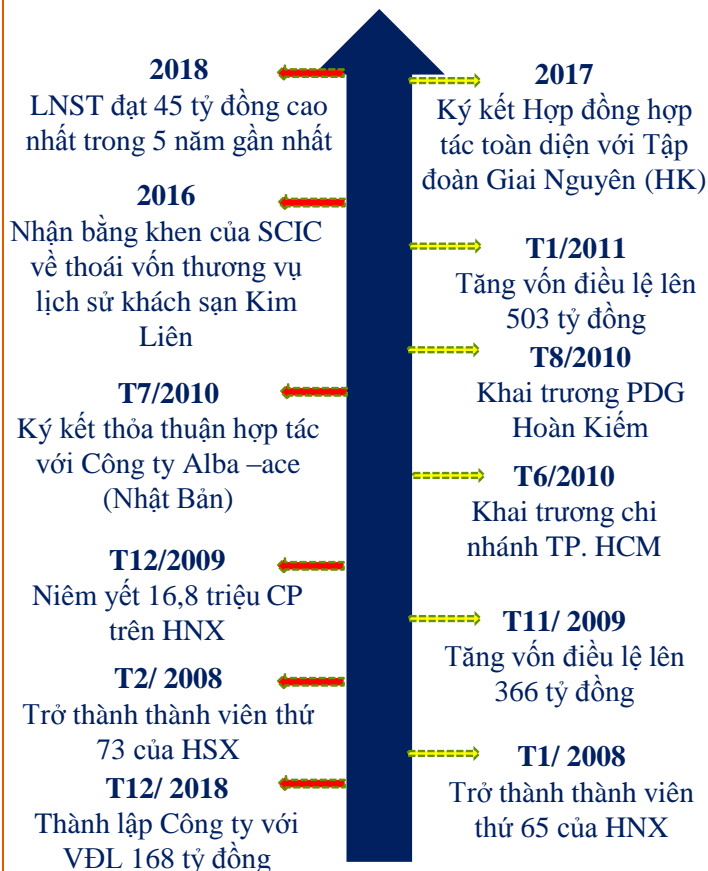 2018
LNST đạt 45 tỷ đồng cao
nhất trong 5 năm gần nhất
2016
Nhận bằng khen của SCIC
về thoái vốn thương vụ
lịch sử khách sạn Kim
Liên
T7/2010
Ký kết thỏa thuận hợp tác
với Công ty Alba –ace
(Nhật Bản)
T12/2009
Niêm yết 16,8 triệu CP
trên HNX
T2/ 2008
Trở thành thành viên thứ
73 của HSX
T12/ 2018
Thành lập Công ty với
VĐL 168 tỷ đồng
2017
Ký kết Hợp đồng hợp
tác toàn diện với Tập
đoàn Giai Nguyên (HK)
T1/2011
Tăng vốn điều lệ lên
503 tỷ đồng
T8/2010
Khai trương PDG
Hoàn Kiếm
T6/2010
Khai trương chi
nhánh TP. HCM
T11/ 2009
Tăng vốn điều lệ lên
366 tỷ đồng
T1/ 2008
Trở thành thành viên
thứ 65 của HNX